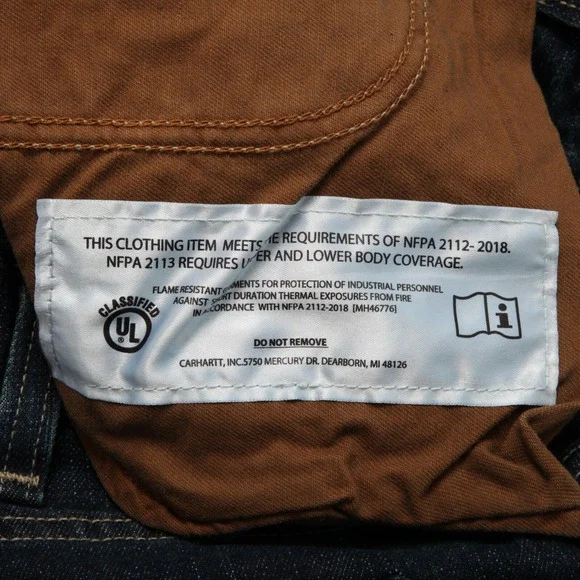 THIS CLOTHING ITEM MEETS THE REQUIREMENTS OF NFPA 2112-2018.
NFPA 2113 REQUIRES UPPER AND LOWER BODY COVERAGE.
FLAME RESISTANT GARMENTS FOR PROTECTION OF INDUSTRIAL PERSONNEL
AGAINST SHORT DURATION THERMAL EXPOSURES FROM FIRE
IN ACCORDANCE WITH NFPA 2112-2018 [MH46776]
CLASSIFIED
UL
i
DO NOT REMOVE
CARHARTT, INC.5750 MERCURY DR. DEARBORN, MI 48126